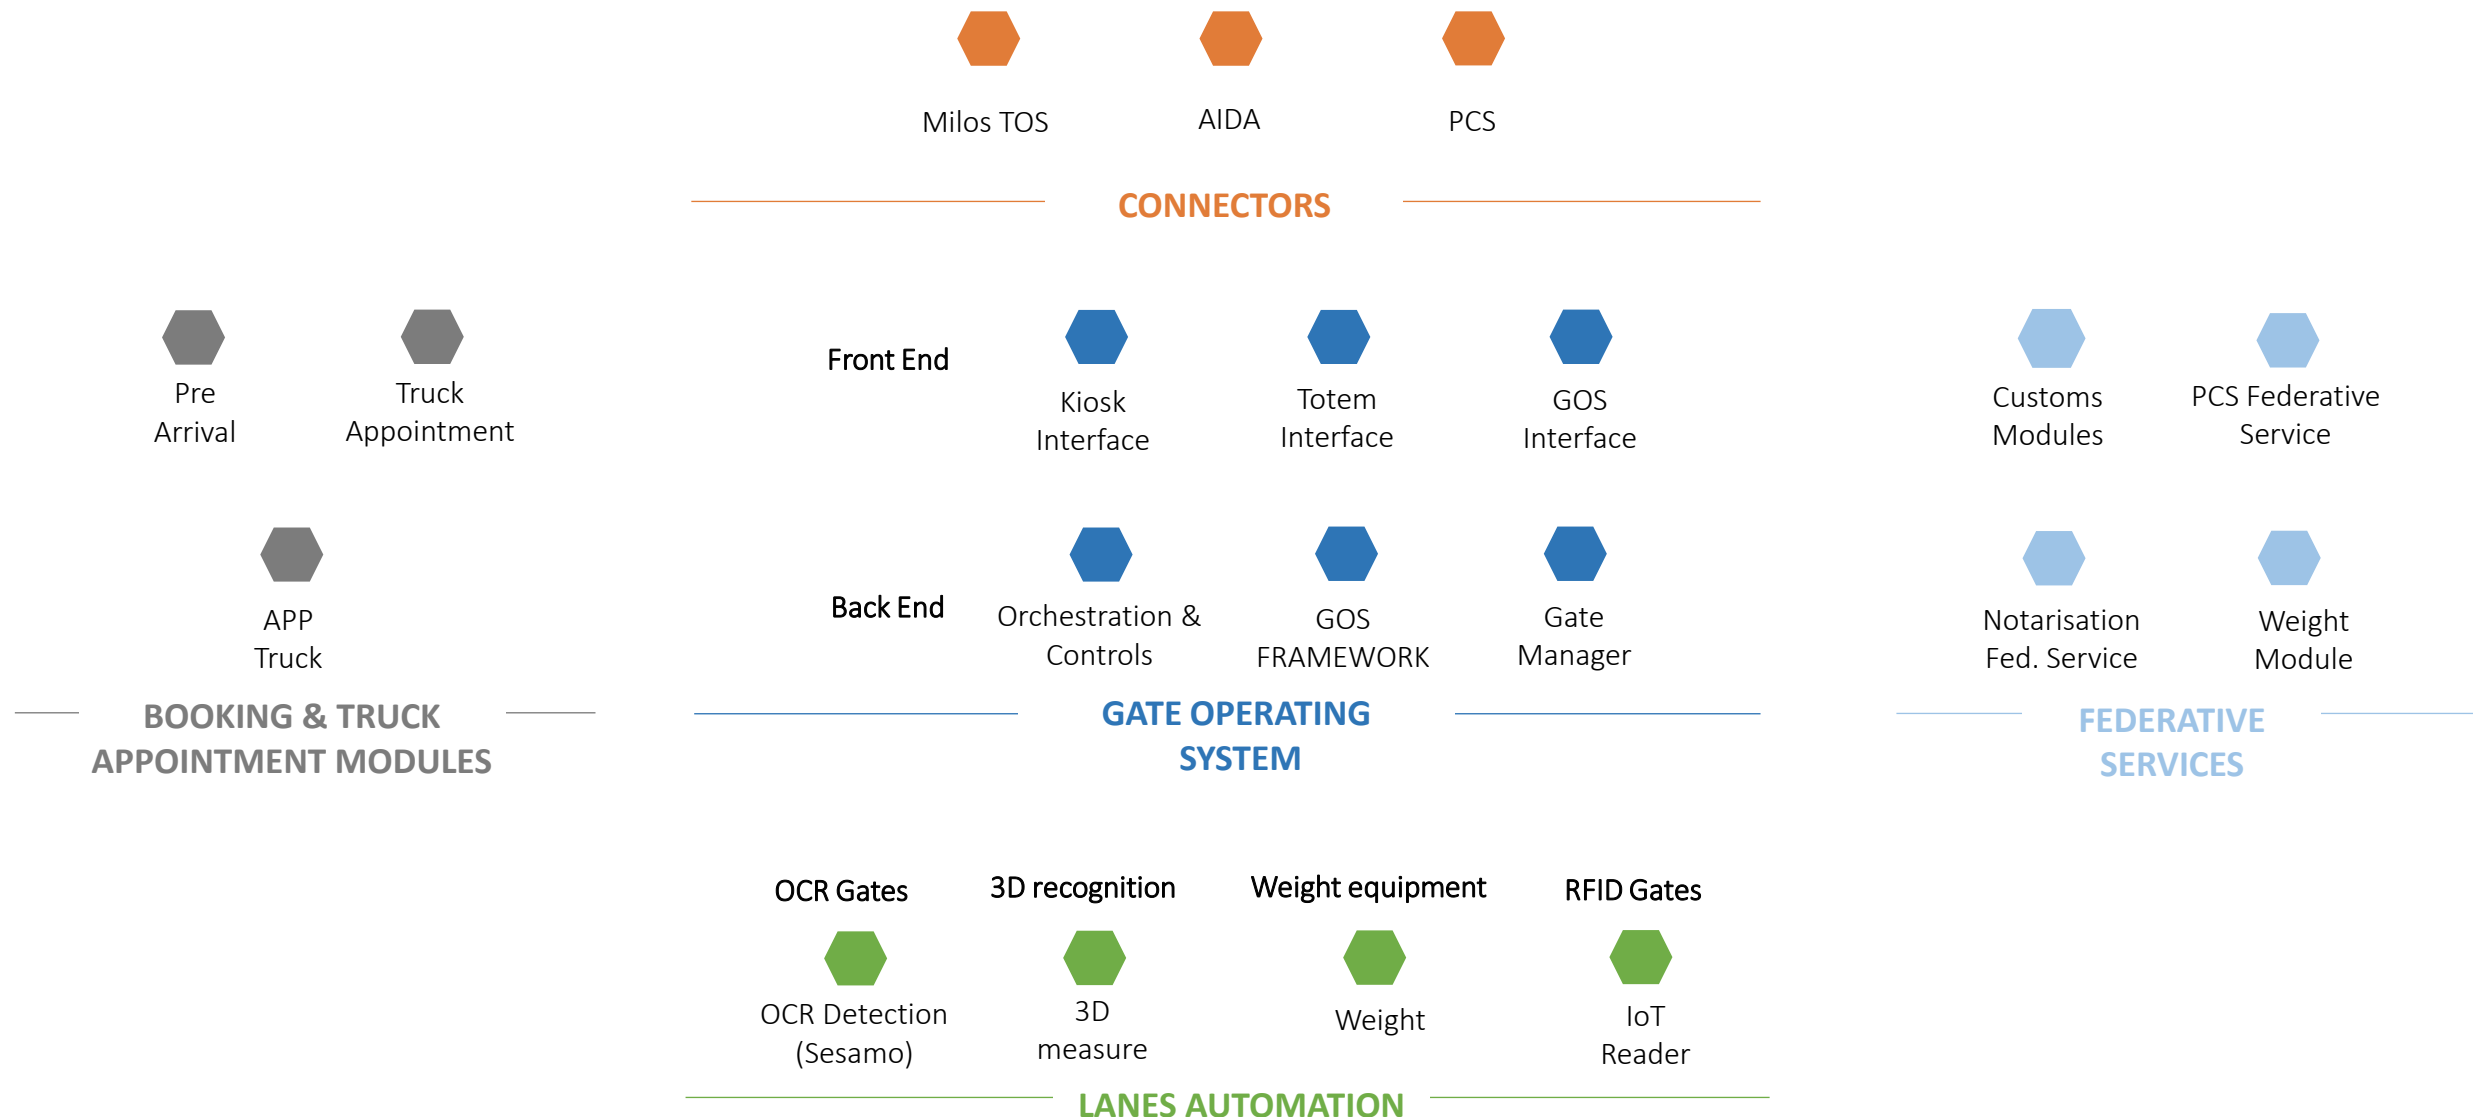 Milos TOS
AIDA
PCS
CONNECTORS
Pre
Arrival
Truck
Appointment
APP
Truck
BOOKING & TRUCK
APPOINTMENT MODULES
Front End
Kiosk
Interface
Totem
Interface
GOS
Interface
Back End
Orchestration &
Controls
GOS
FRAMEWORK
Gate
Manager
GATE OPERATING
SYSTEM
Customs
Modules
PCS Federative
Service
Notarisation
Fed. Service
Weight
Module
FEDERATIVE
SERVICES
OCR Gates
OCR Detection
(Sesamo)
3D recognition
3D
measure
Weight equipment
Weight
RFID Gates
IoT
Reader
LANES AUTOMATION